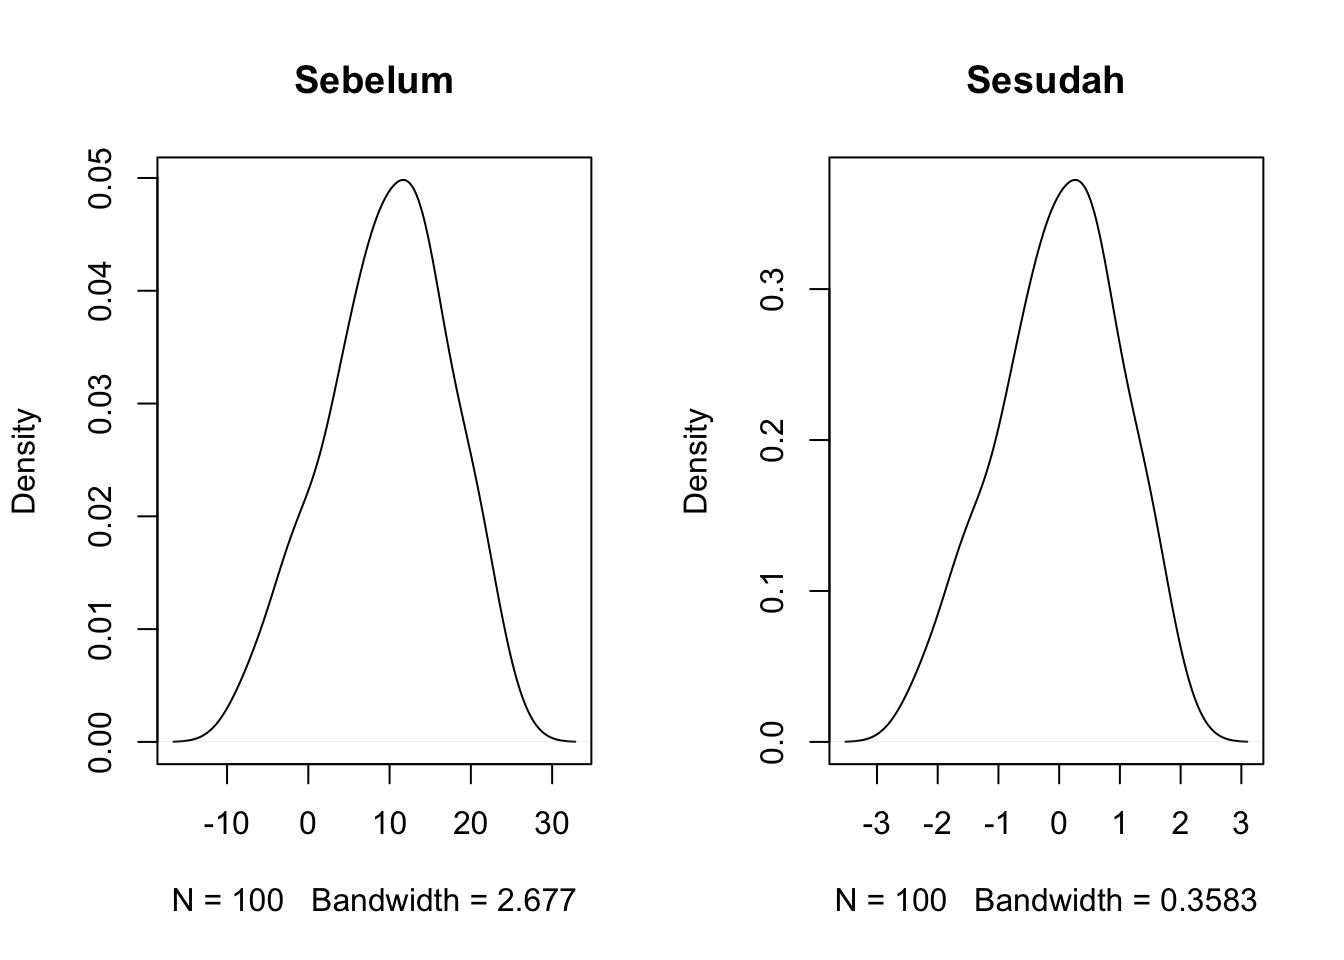 Sebelum
Density
0.05
0.04
0.03
0.02
0.01
0.00
-10 0 10 20 30
N = 100 Bandwidth = 2.677
Sesudah
Density
0.3
0.2
0.1
0.0
-3 -2 -1 0 1 2 3
N = 100 Bandwidth = 0.3583